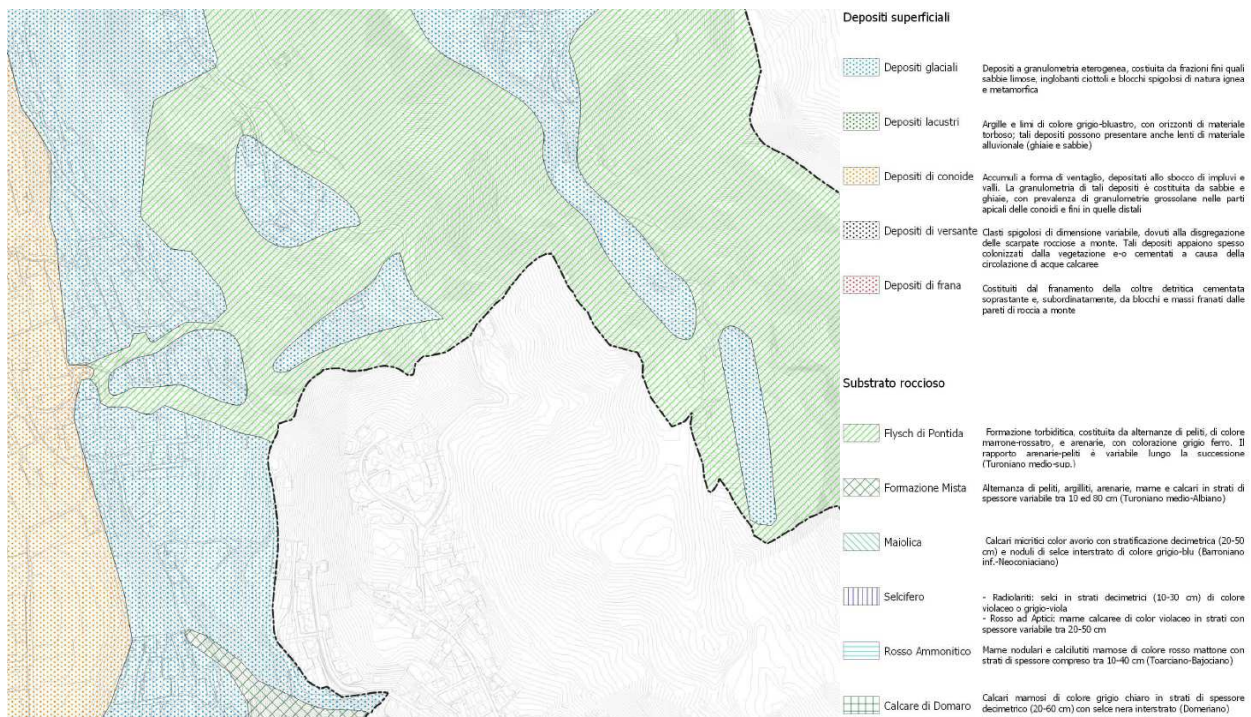 Depositi superficiali
Depositi glaciali
Depositi a granulometria eterogenea, costiuita da frazioni fini quali
sabbie limose, inglobanti ciottoli e blocchi spigolosi di natura ignea
e metamorfica
Depositi lacustri
Argille e limi di colore grigio-bluastro, con orizzonti di materiale
torboso; tali depositi possono presentare anche lenti di materiale
alluvionale (ghiaie e sabbie)
Depositi di conoide
Accumuli a forma di ventaglio, depositati allo sbocco di impluvi e
valli. La granulometria di tali depositi è costituita da sabbie e
ghiaie, con prevalenza di granulometrie grossolane nelle parti
apicali delle conoidi e fini in quelle distali
Depositi di versante
Clasti spigolosi di dimensione variabile, dovuti alla disgregazione
delle scarpate rocciose a monte. Tali depositi appaiono spesso
colonizzati dalla vegetazione e-o cementati a causa della
circolazione di acque calcaree
Depositi di frana
Costituiti dal franamento della coltre detritica cementata
soprastante e, subordinatamente, da blocchi e massi franati dalle
pareti di roccia a monte
Substrato roccioso
Flysch di Pontida
Formazione torbiditica, costituita da alternanze di peliti, di colore
marrone-rossatro, e arenarie, con colorazione grigio ferro. Il
rapporto arenarie-peliti è variabile lungo la successione
(Turoniano medio-sup.)
Formazione Mista
Alternanza di peliti, argilliti, arenarie, marne e calcari in strati di
spessore variabile tra 10 ed 80 cm (Turoniano medio-Albiano)
Maiolica
Calcari micritici color avorio con stratificazione decimetrica (20-50
cm) e noduli di selce interstrato di colore grigio-blu (Barroniano
inf.-Neoconiaciano)
Selcifero
- Radiolariti: selci in strati decimetrici (10-30 cm) di colore
violaceo o grigio-viola
- Rosso ad Aptici: marne calcaree di color violaceo in strati con
spessore variabile tra 20-50 cm
Rosso Ammonitico
Marne nodulari e calcilutiti marnose di colore rosso mattone con
strati di spessore compreso tra 10-40 cm (Toarciano-Bajociano)
Calcare di Domaro
Calcari marnosi di colore grigio chiaro in strati di spessore
decimetrico (20-60 cm) con selce nera interstrato (Domeriano)